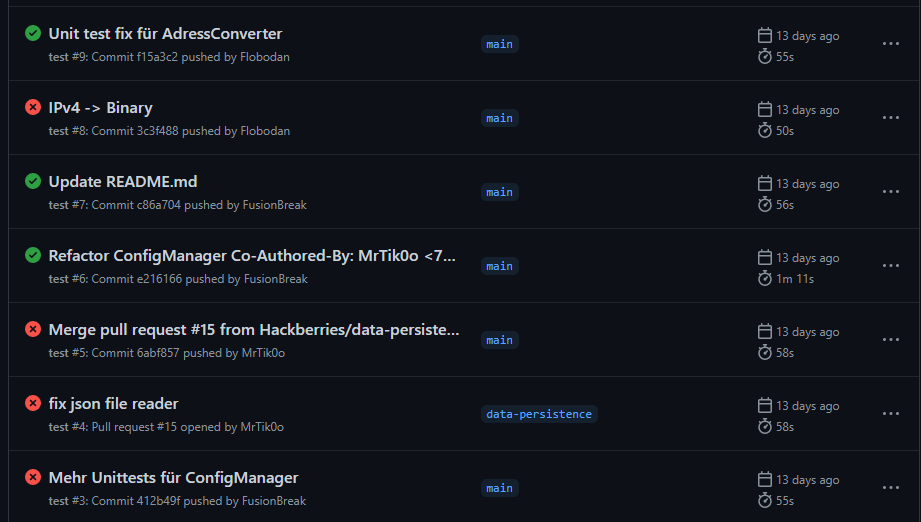 Unit test fix für AdressConverter
main
13 days ago
test #9: Commit f15a3c2 pushed by Flobodan
55s
IPv4 -> Binary
main
13 days ago
test #8: Commit 3c3f488 pushed by Flobodan
50s
Update README.md
main
13 days ago
test #7: Commit c86a704 pushed by FusionBreak
56s
Refactor ConfigManager Co-Authored-By: MrTik0o <7...
main
13 days ago
test #6: Commit e216166 pushed by FusionBreak
1m 11s
Merge pull request #15 from Hackberries/data-persiste...
main
13 days ago
test #5: Commit 6abf857 pushed by MrTik0o
58s
fix json file reader
data-persistence
13 days ago
test #4: Pull request #15 opened by MrTik0o
58s
Mehr Unittests für ConfigManager
main
13 days ago
test #3: Commit 412b49f pushed by FusionBreak
55s